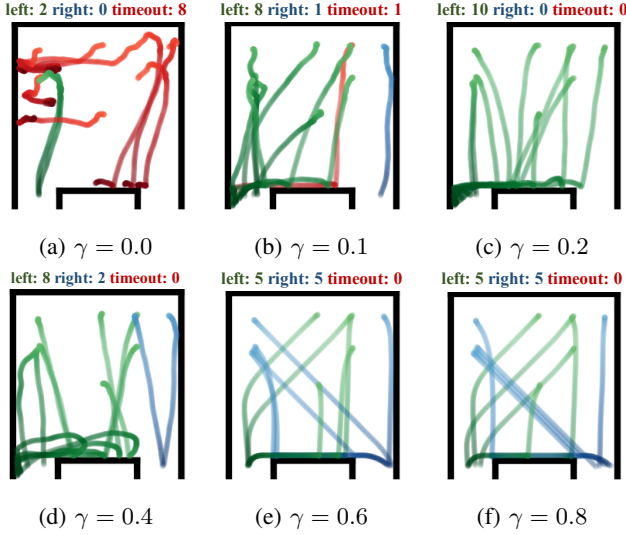 left: 2 right: 0 timeout: 8
left: 8 right: 1 timeout: 1
left: 10 right: 0 timeout: 0
(a) γ = 0.0
(b) γ = 0.1
(c) γ = 0.2
left: 8 right: 2 timeout: 0
left: 5 right: 5 timeout: 0
left: 5 right: 5 timeout: 0
(d) γ = 0.4
(e) γ = 0.6
(f) γ = 0.8